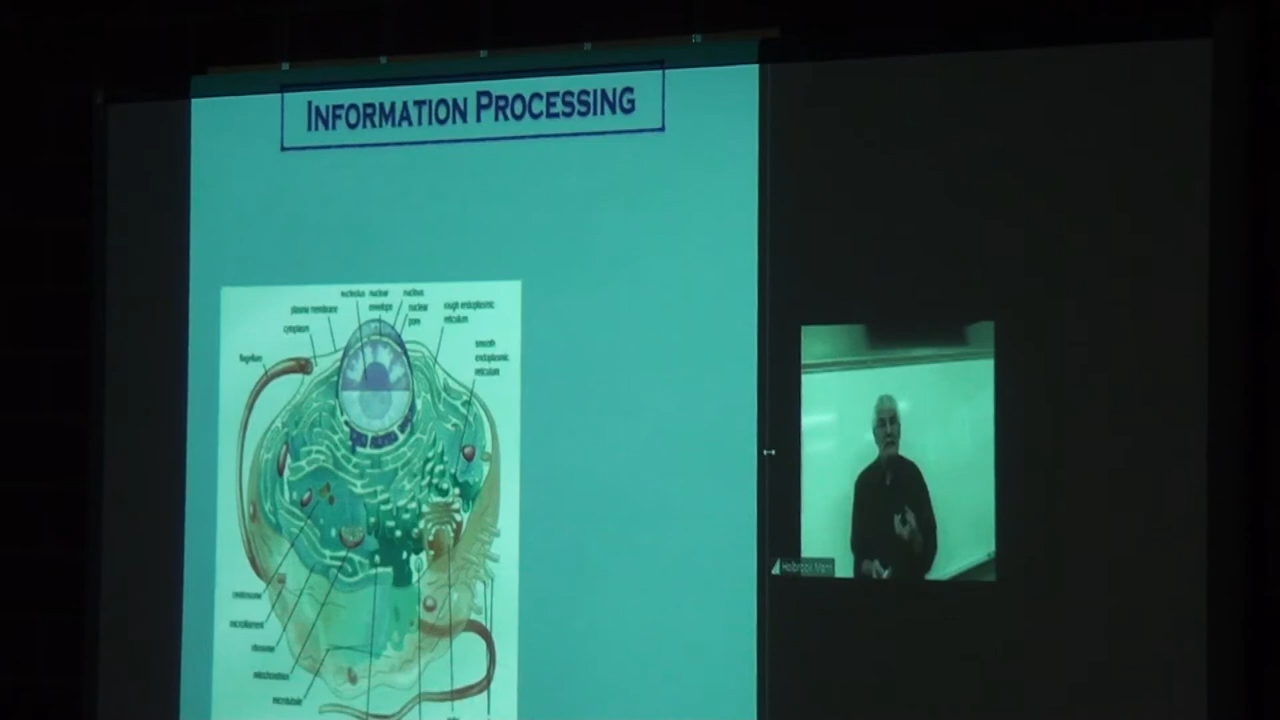 INFORMATION PROCESSING
nucleolus
nuclear envelope
nucleus
nuclear pore
plasma membrane
cytoplasm
rough endoplasmic reticulum
flagellum
smooth endoplasmic reticulum
centrosome
microfilament
ribosome
mitochondrion
microtubule
Holbrook